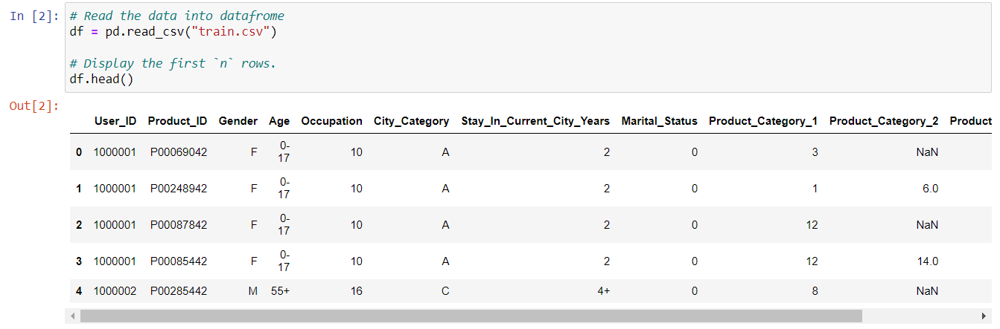 In [2]: # Read the data into datafrome
df = pd.read_csv("train.csv")
# Display the first `n` rows.
df.head()
Out[2]:
User_ID Product_ID Gender Age Occupation City_Category Stay_In_Current_City_Years Marital_Status Product_Category_1 Product_Category_2 Product
0 1000001 P00069042 F 0-17 10 A 2 0 3 NaN
1 1000001 P00248942 F 0-17 10 A 2 0 1 6.0
2 1000001 P00087842 F 0-17 10 A 2 0 12 NaN
3 1000001 P00085442 F 0-17 10 A 2 0 12 14.0
4 1000002 P00285442 M 55+ 16 C 4+ 0 8 NaN